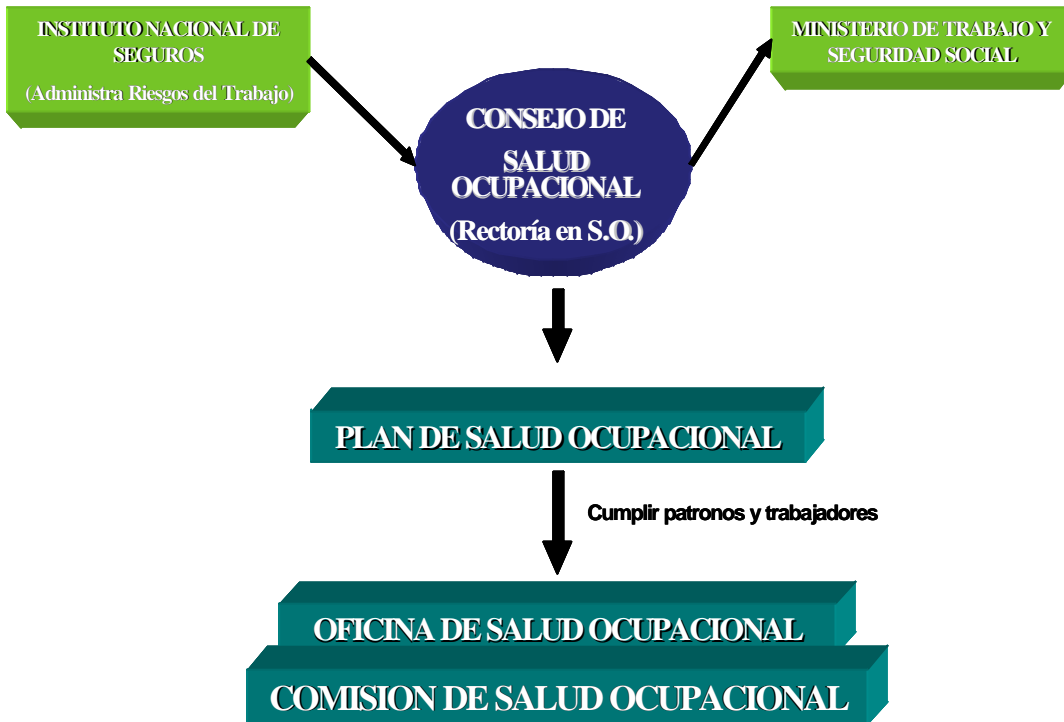 INSTITUTO NACIONAL DE
SEGUROS
(Administra Riesgos del Trabajo)
MINISTERIO DE TRABAJO Y
SEGURIDAD SOCIAL
CONSEJO DE
SALUD
OCUPACIONAL
(Rectoría en S.O.)
PLAN DE SALUD OCUPACIONAL
Cumplir patronos y trabajadores
OFICINA DE SALUD OCUPACIONAL
COMISION DE SALUD OCUPACIONAL